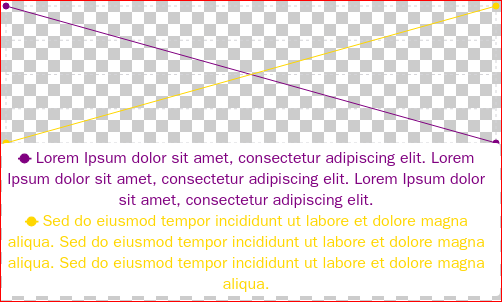 Lorem Ipsum dolor sit amet, consectetur adipiscing elit. Lorem
Ipsum dolor sit amet, consectetur adipiscing elit. Lorem Ipsum dolor
sit amet, consectetur adipiscing elit.
Sed do eiusmod tempor incididunt ut labore et dolore magna
aliqua. Sed do eiusmod tempor incididunt ut labore et dolore magna
aliqua. Sed do eiusmod tempor incididunt ut labore et dolore magna
aliqua.